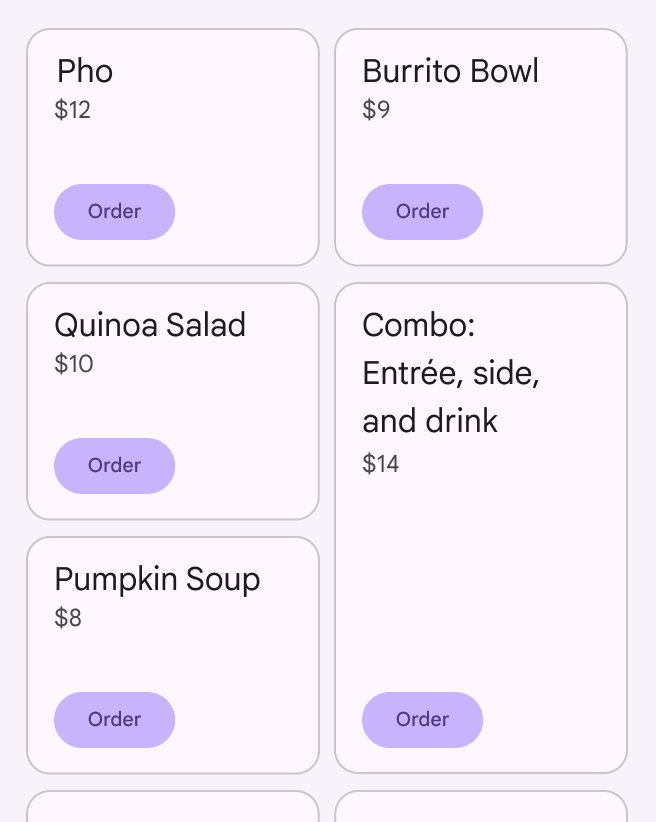 Pho
$12
Order
Burrito Bowl
$9
Order
Quinoa Salad
$10
Order
Combo:
Entrée, side,
and drink
$14
Order
Pumpkin Soup
$8
Order